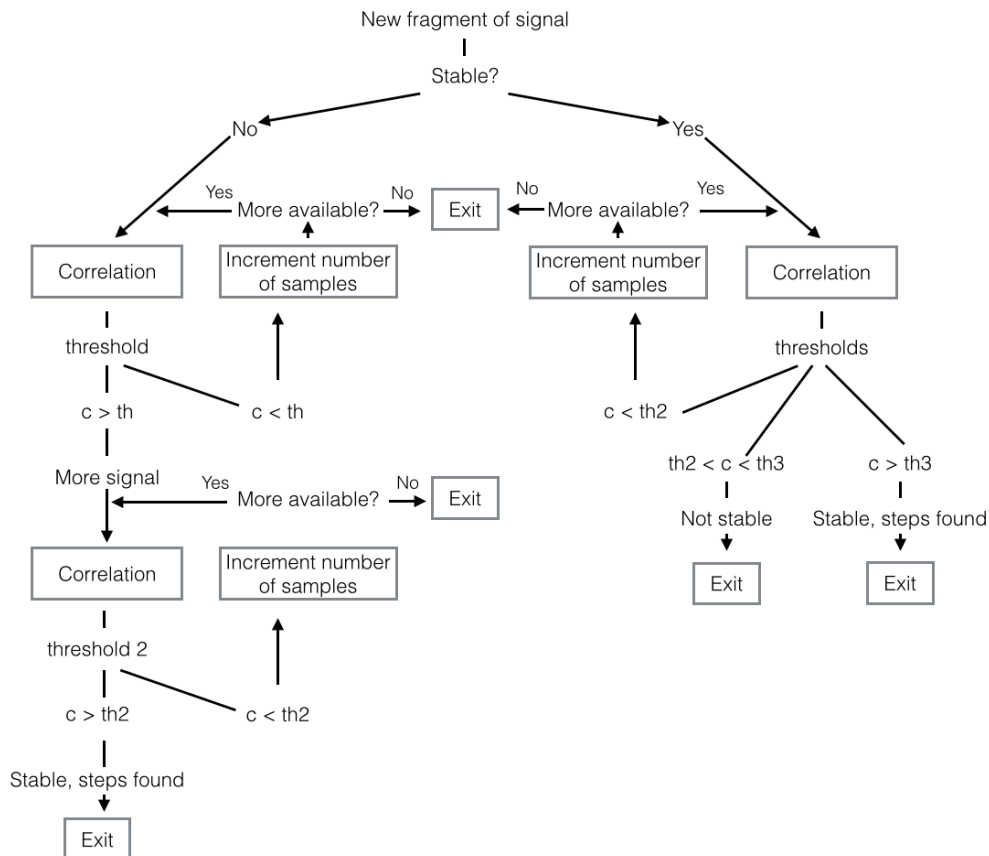 New fragment of signal
Stable?
No
Yes
Yes
More available?
No
Exit
No
More available?
Yes
Correlation
Increment number
of samples
Increment number
of samples
Correlation
threshold
thresholds
c > th
c < th
c < th2
More signal
th2 < c < th3
c > th3
Yes
More available?
No
Exit
Not stable
Stable, steps found
Correlation
Increment number
of samples
Exit
Exit
threshold 2
c > th2
c < th2
Stable, steps found
Exit